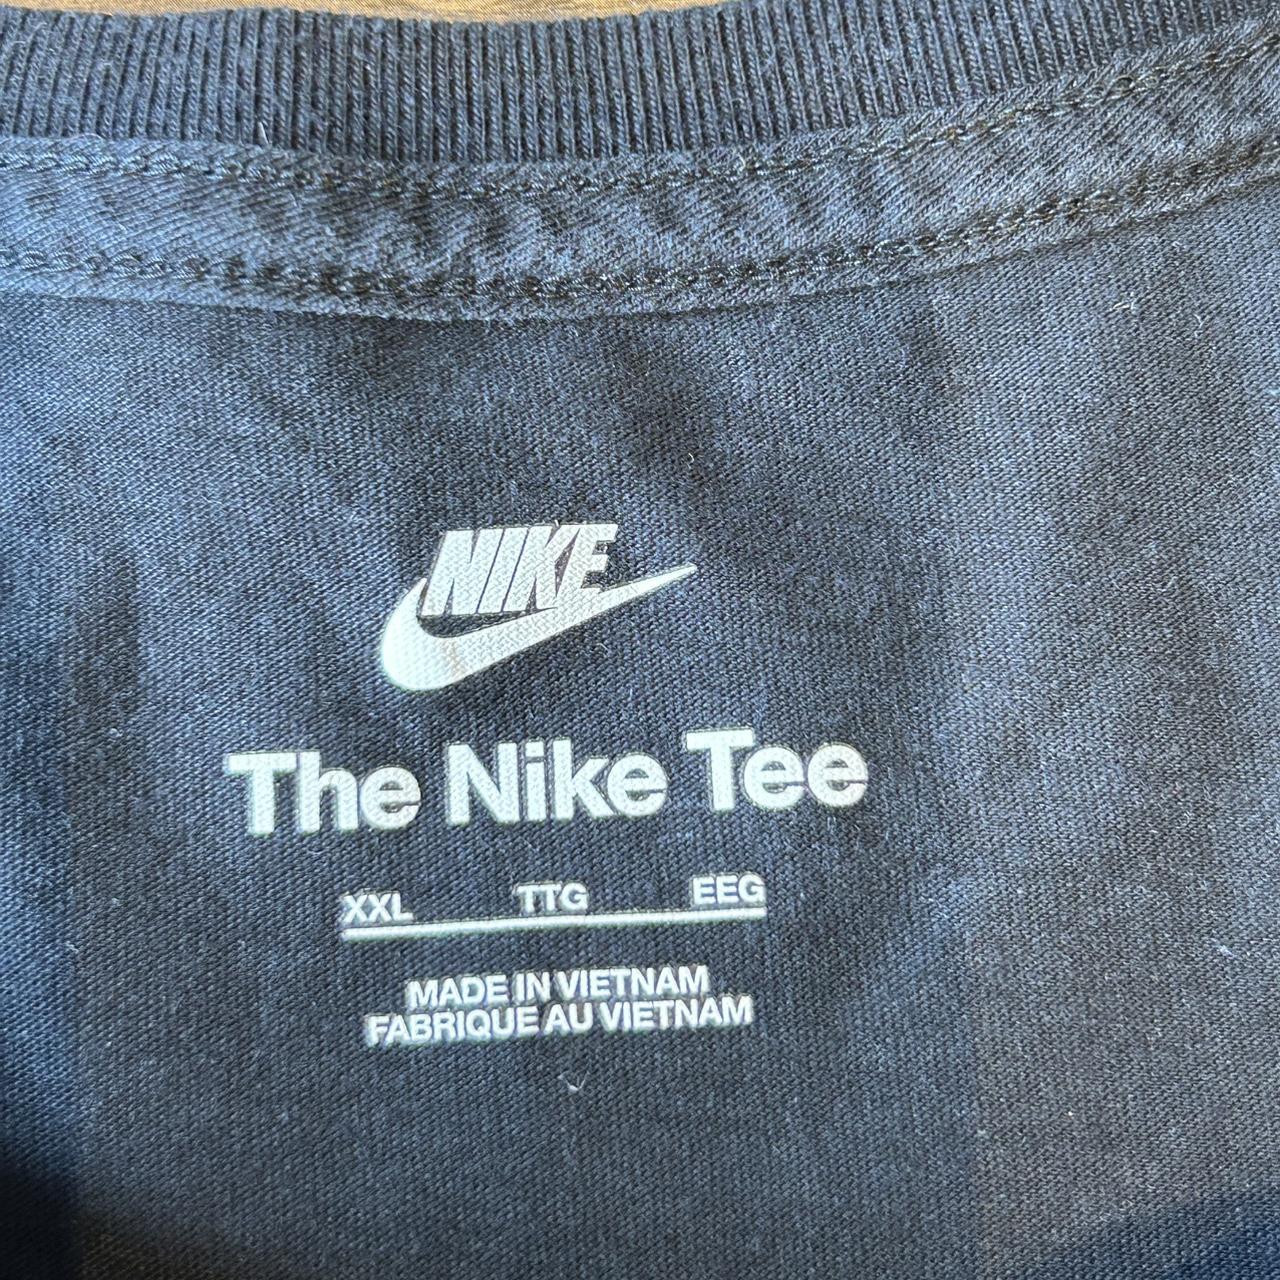 NIKE
The Nike Tee
XXL TTG EEG
MADE IN VIETNAM
FABRIQUE AU VIETNAM